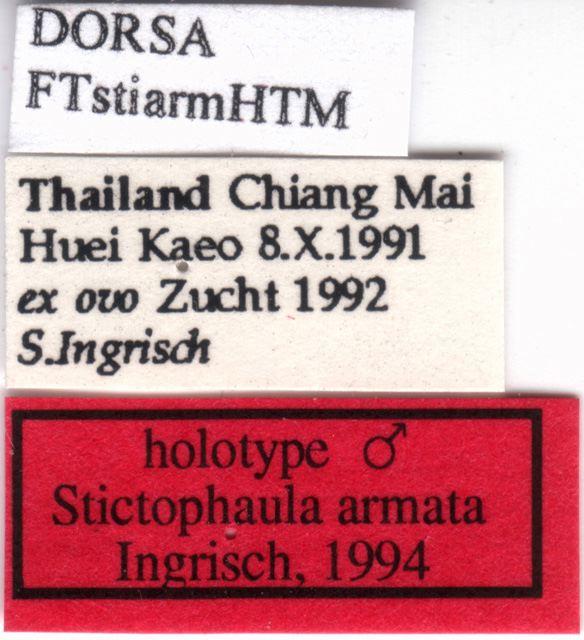 DORSA
FTstiarmHTM
Thailand Chiang Mai
Huei Kaeo 8.X.1991
ex ovo Zucht 1992
S.Ingrisch
holotype ♂
Stictophaula armata
Ingrisch, 1994